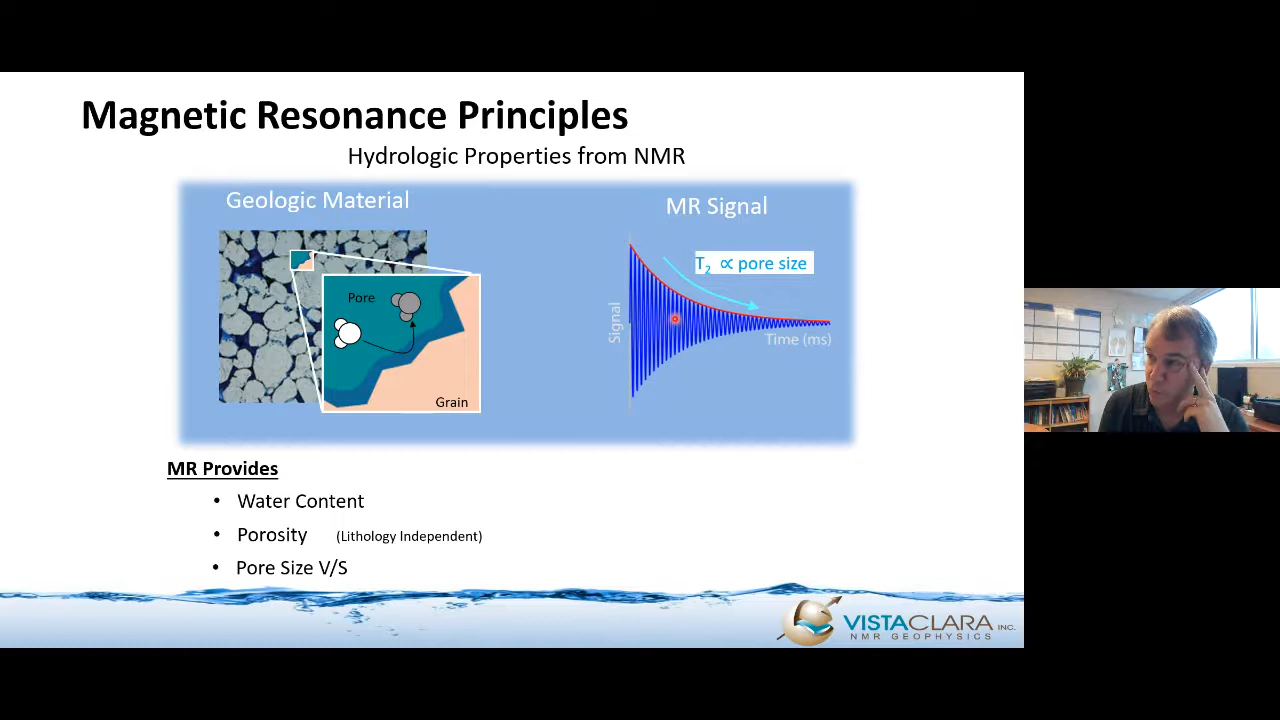 Magnetic Resonance Principles
Hydrologic Properties from NMR
Geologic Material
MR Signal
Pore
Grain
T2 ∝ pore size
Signal
Time (ms)
MR Provides
• Water Content
• Porosity (Lithology Independent)
• Pore Size V/S
VISTACLARA INC.
NMR GEOPHYSICS